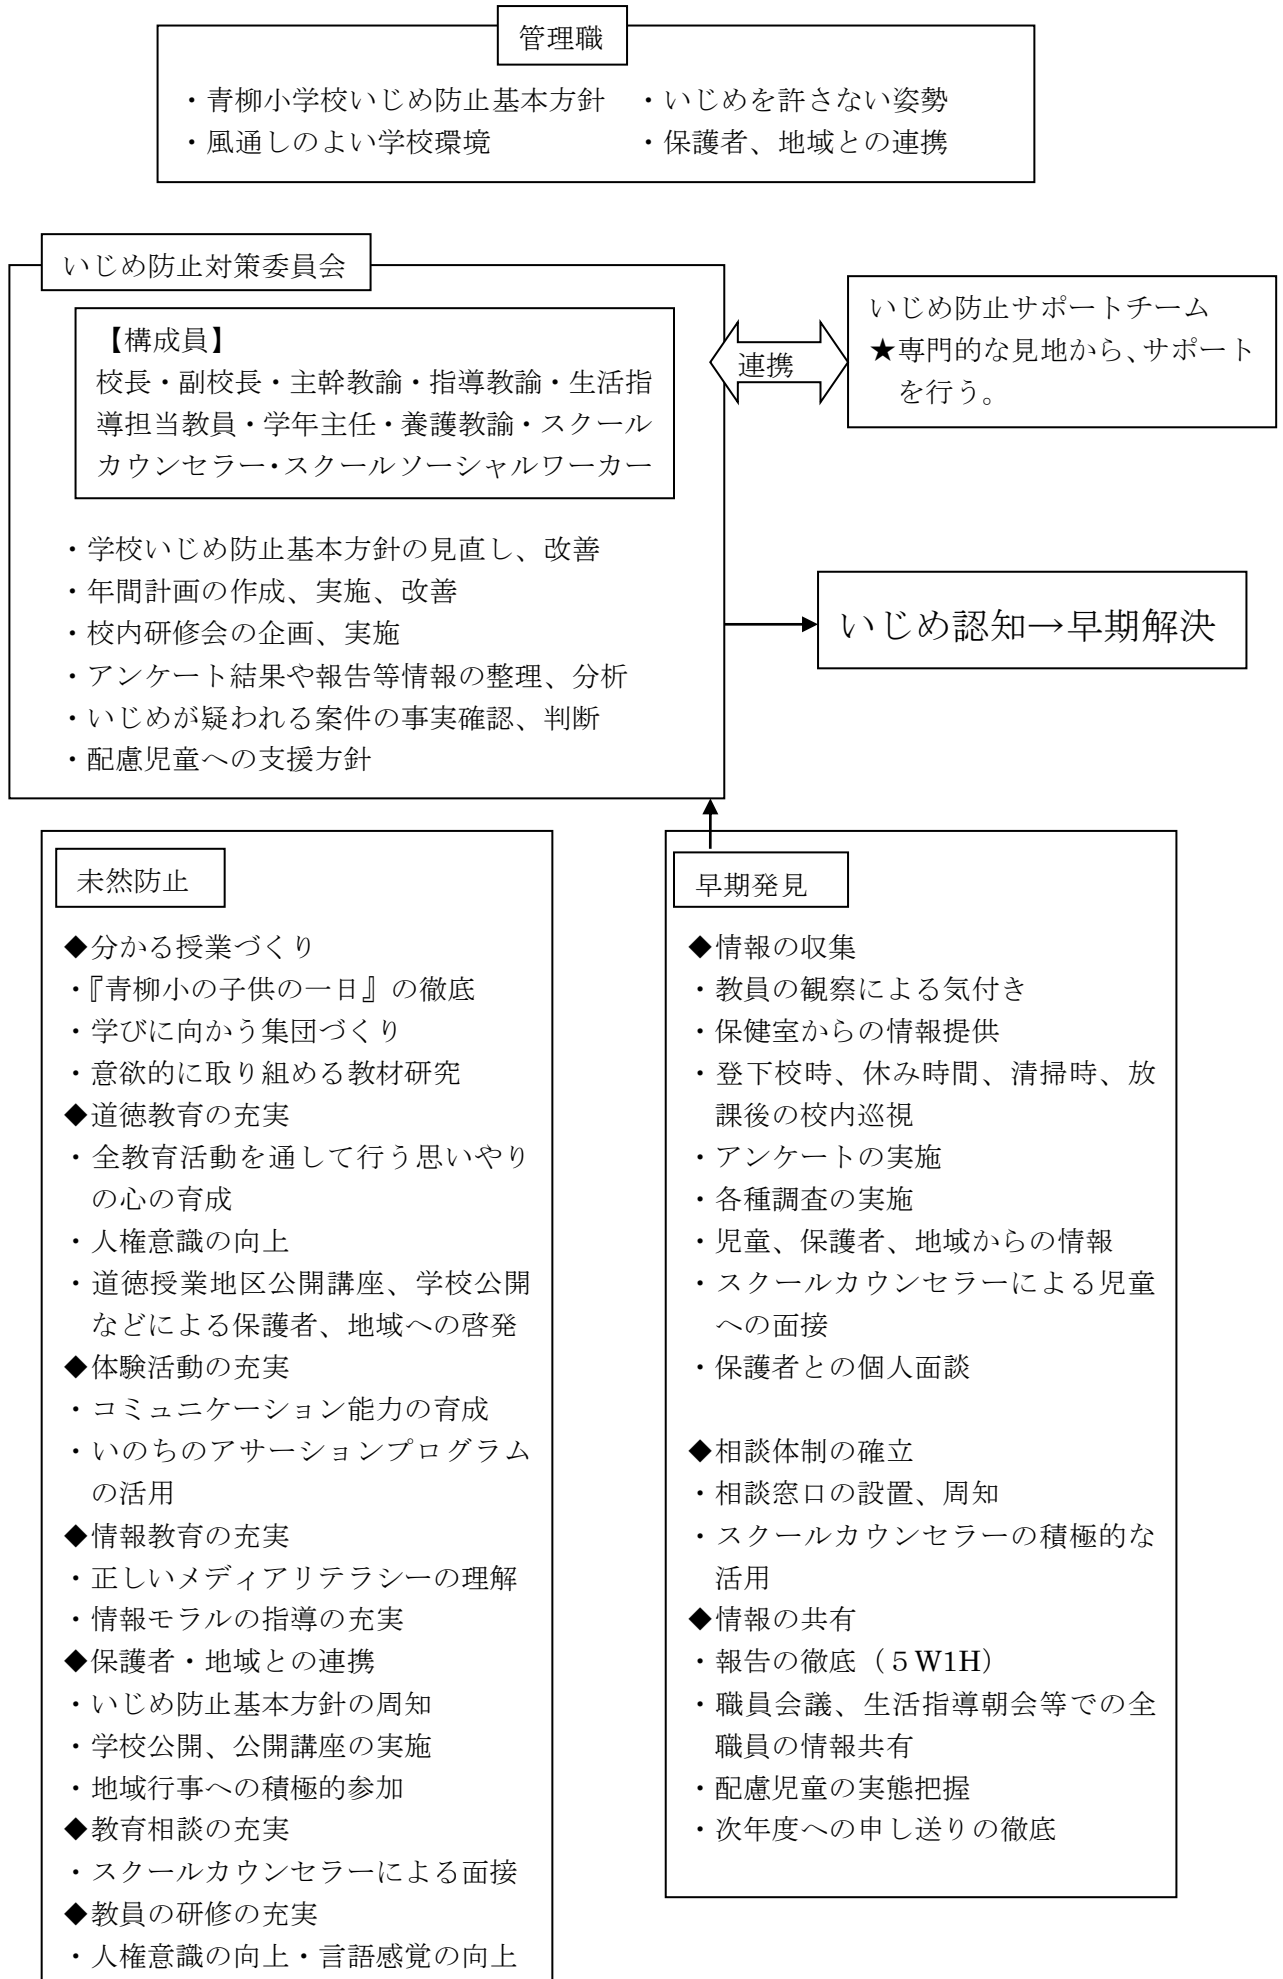 管理職
・青柳小学校いじめ防止基本方針　・いじめを許さない姿勢
・風通しのよい学校環境　・保護者、地域との連携
いじめ防止対策委員会
【構成員】
校長・副校長・主幹教諭・指導教諭・生活指
導担当教員・学年主任・養護教諭・スクール
カウンセラー・スクールソーシャルワーカー
・学校いじめ防止基本方針の見直し、改善
・年間計画の作成、実施、改善
・校内研修会の企画、実施
・アンケート結果や報告等情報の整理、分析
・いじめが疑われる案件の事実確認、判断
・配慮児童への支援方針
連携
いじめ防止サポートチーム
★専門的な見地から、サポート
を行う。
いじめ認知→早期解決
未然防止
◆分かる授業づくり
・『青柳小の子供の一日』の徹底
・学びに向かう集団づくり
・意欲的に取り組める教材研究
◆道徳教育の充実
・全教育活動を通して行う思いやり
の心の育成
・人権意識の向上
・道徳授業地区公開講座、学校公開
などによる保護者、地域への啓発
◆体験活動の充実
・コミュニケーション能力の育成
・いのちのアサーションプログラム
の活用
◆情報教育の充実
・正しいメディアリテラシーの理解
・情報モラルの指導の充実
◆保護者・地域との連携
・いじめ防止基本方針の周知
・学校公開、公開講座の実施
・地域行事への積極的参加
◆教育相談の充実
・スクールカウンセラーによる面接
◆教員の研修の充実
・人権意識の向上・言語感覚の向上
早期発見
◆情報の収集
・教員の観察による気付き
・保健室からの情報提供
・登下校時、休み時間、清掃時、放
課後の校内巡視
・アンケートの実施
・各種調査の実施
・児童、保護者、地域からの情報
・スクールカウンセラーによる児童
への面接
・保護者との個人面談
◆相談体制の確立
・相談窓口の設置、周知
・スクールカウンセラーの積極的な
活用
◆情報の共有
・報告の徹底（５W1H）
・職員会議、生活指導朝会等での全
職員の情報共有
・配慮児童の実態把握
・次年度への申し送りの徹底